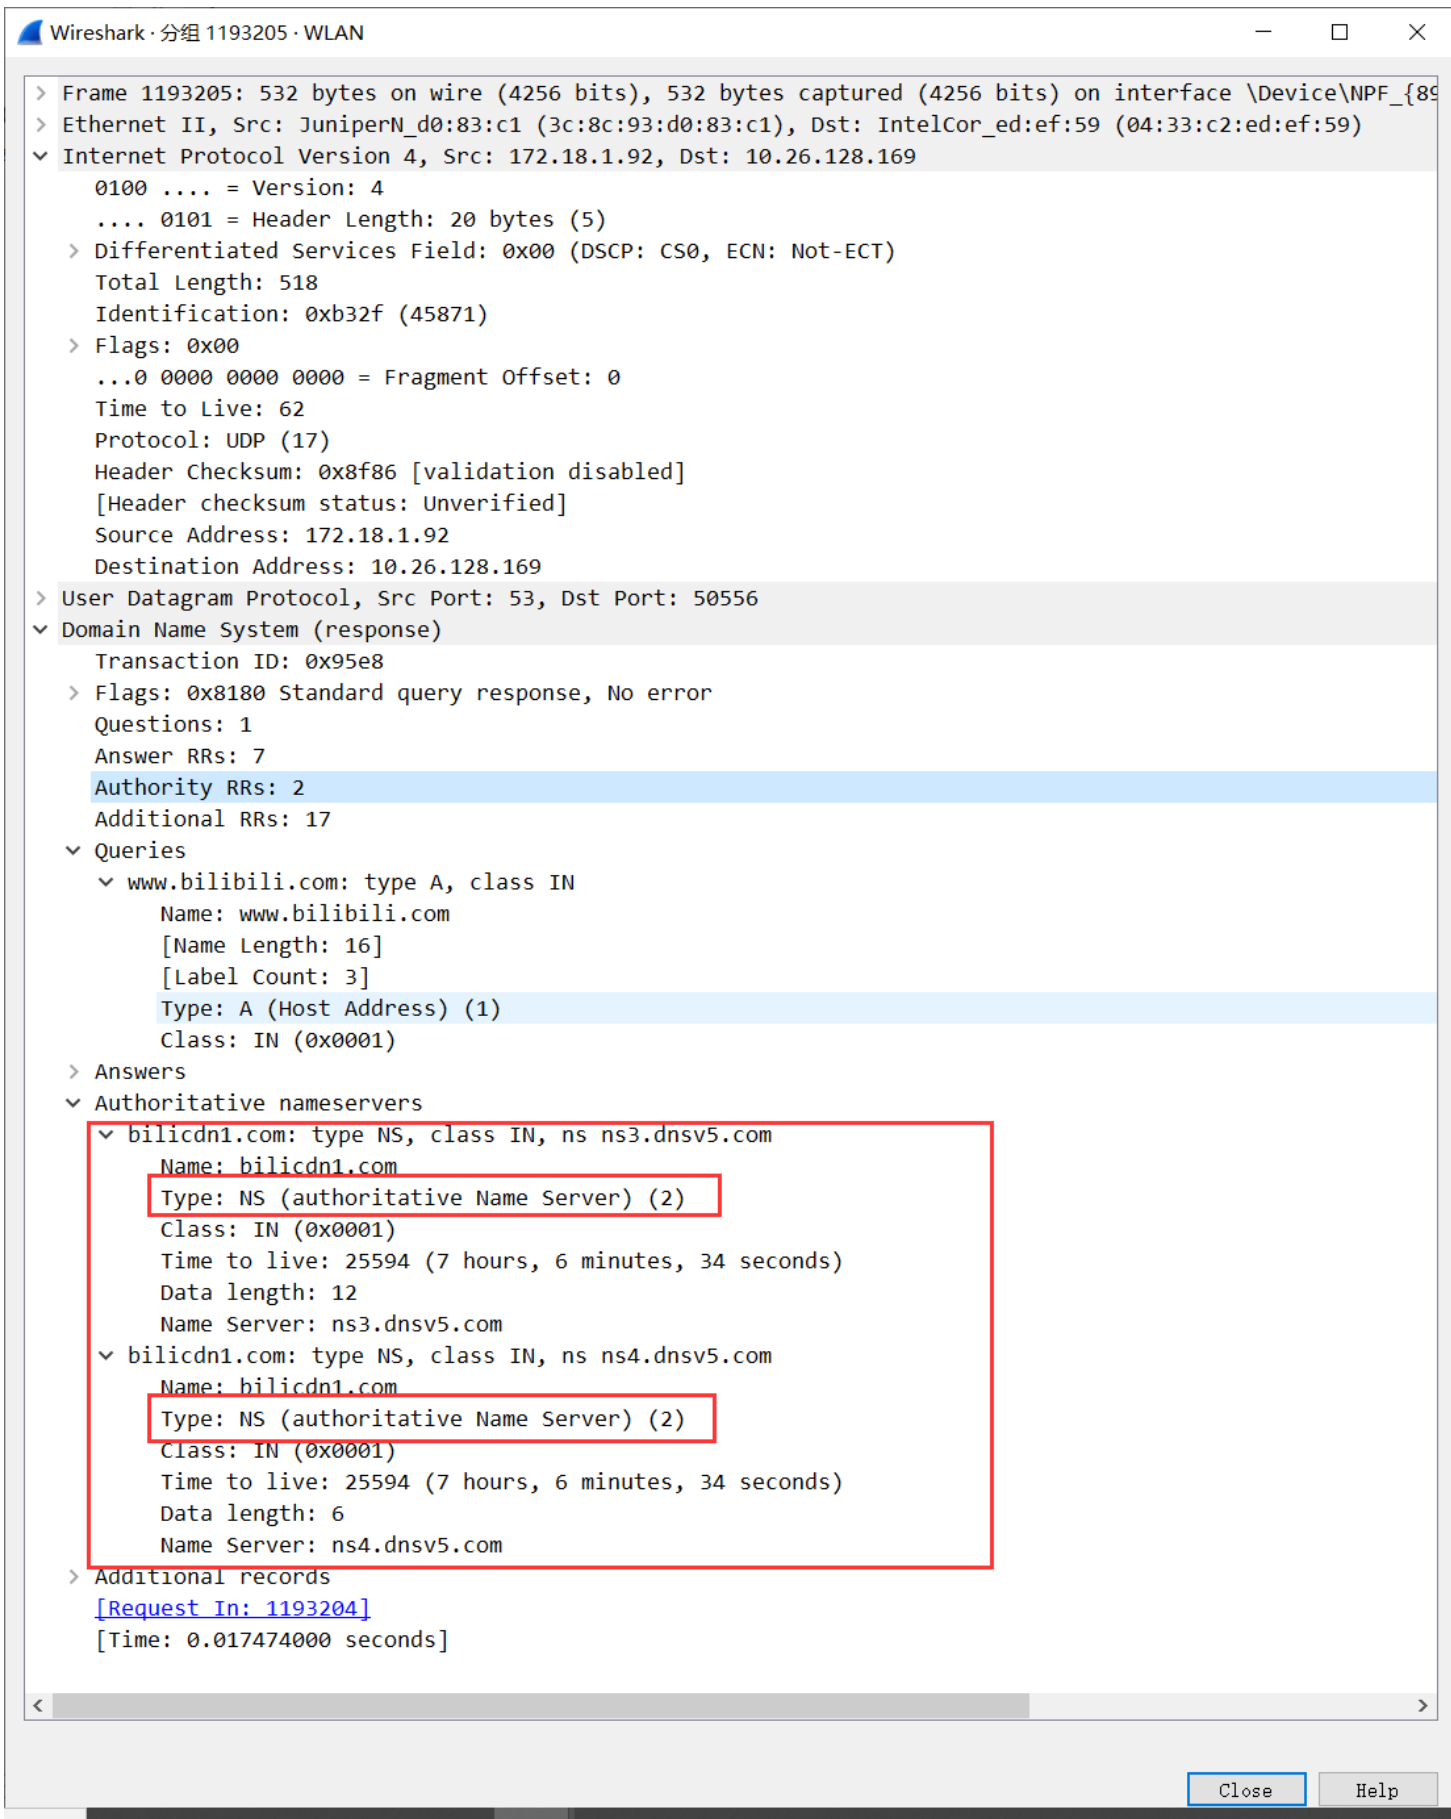 Wireshark · 分组 1193205 · WLAN
Frame 1193205: 532 bytes on wire (4256 bits), 532 bytes captured (4256 bits) on interface \Device\NPF_{89
Ethernet II, Src: JuniperN_d0:83:c1 (3c:8c:93:d0:83:c1), Dst: IntelCor_ed:ef:59 (04:33:c2:ed:ef:59)
Internet Protocol Version 4, Src: 172.18.1.92, Dst: 10.26.128.169
0100 .... = Version: 4
.... 0101 = Header Length: 20 bytes (5)
Differentiated Services Field: 0x00 (DSCP: CS0, ECN: Not-ECT)
Total Length: 518
Identification: 0xb32f (45871)
Flags: 0x00
...0 0000 0000 0000 = Fragment Offset: 0
Time to Live: 62
Protocol: UDP (17)
Header Checksum: 0x8f86 [validation disabled]
[Header checksum status: Unverified]
Source Address: 172.18.1.92
Destination Address: 10.26.128.169
User Datagram Protocol, Src Port: 53, Dst Port: 50556
Domain Name System (response)
Transaction ID: 0x95e8
Flags: 0x8180 Standard query response, No error
Questions: 1
Answer RRs: 7
Authority RRs: 2
Additional RRs: 17
Queries
www.bilibili.com: type A, class IN
Name: www.bilibili.com
[Name Length: 16]
[Label Count: 3]
Type: A (Host Address) (1)
Class: IN (0x0001)
Answers
Authoritative nameservers
bilicdn1.com: type NS, class IN, ns ns3.dnsv5.com
Name: bilicdn1.com
Type: NS (authoritative Name Server) (2)
Class: IN (0x0001)
Time to live: 25594 (7 hours, 6 minutes, 34 seconds)
Data length: 12
Name Server: ns3.dnsv5.com
bilicdn1.com: type NS, class IN, ns ns4.dnsv5.com
Name: bilicdn1.com
Type: NS (authoritative Name Server) (2)
Class: IN (0x0001)
Time to live: 25594 (7 hours, 6 minutes, 34 seconds)
Data length: 6
Name Server: ns4.dnsv5.com
Additional records
[Request In: 1193204]
[Time: 0.017474000 seconds]
Close Help